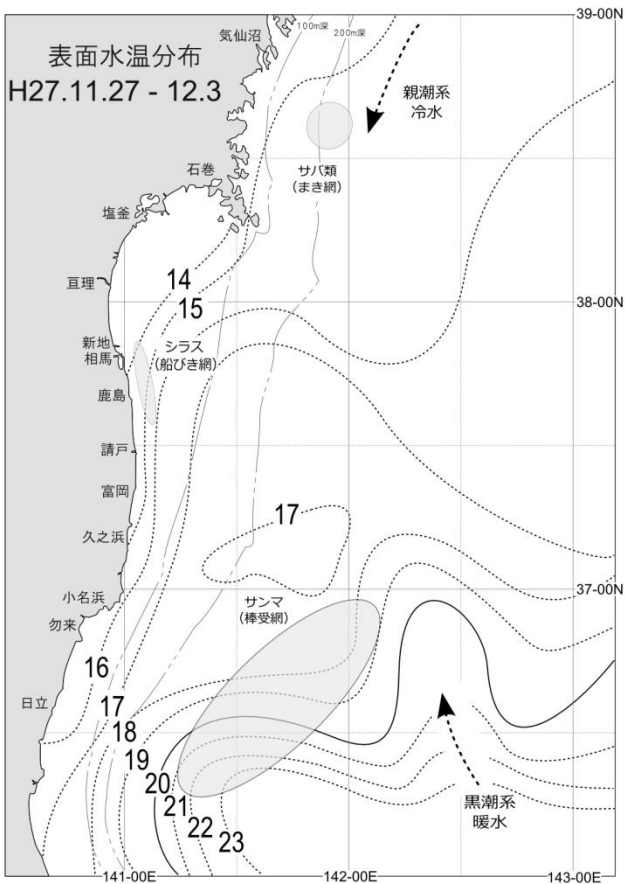 39-00N
気仙沼
100m深
200m深
表面水温分布
H27.11.27 - 12.3
親潮系
冷水
サバ類
(まき網)
石巻
塩釜
亘理
14
15
38-00N
新地
相馬
シラス
(船びき網)
鹿島
請戸
富岡
17
久之浜
小名浜
サンマ
(棒受網)
37-00N
勿来
16
日立
17
18
19
20
21
22
23
黒潮系
暖水
141-00E
142-00E
143-00E